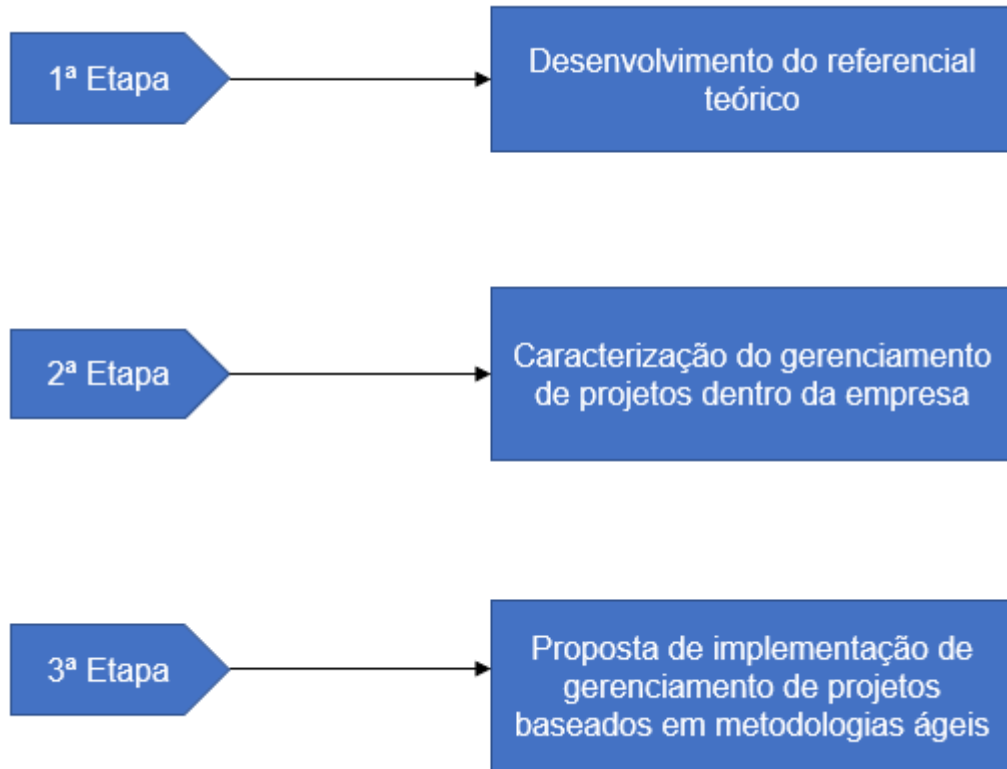 1ª Etapa
Desenvolvimento do referencial
teórico
2ª Etapa
Caracterização do gerenciamento
de projetos dentro da empresa
3ª Etapa
Proposta de implementação de
gerenciamento de projetos
baseados em metodologias ágeis